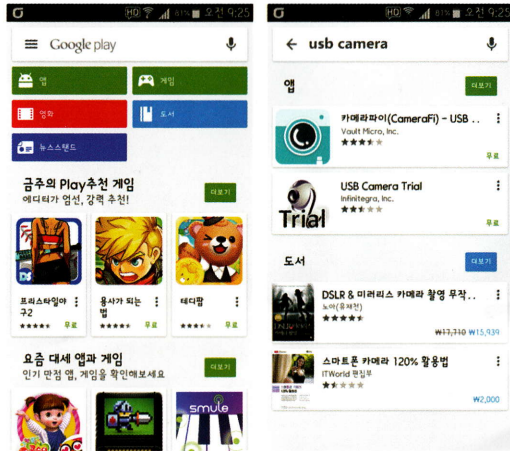 HD 81% 오전 9:25
Google play
앱
게임
영화
도서
뉴스스탠드
금주의 Play추천 게임
에디터가 엄선, 강력 추천!
더보기
프리스타일야구2
무료
용사가 되는 법
무료
테디팜
무료
요즘 대세 앱과 게임
인기 만점 앱, 게임을 확인해보세요
더보기
smule
HD 81% 오전 9:25
usb camera
앱
더보기
카메라파이(CameraFi) - USB ..
Vault Micro, Inc.
무료
Trial
USB Camera Trial
Infinitegra, Inc.
무료
도서
더보기
DSLR & 미러리스 카메라 촬영 무작..
노아(유재천)
₩17,710 ₩15,939
스마트폰 카메라 120% 활용법
ITWorld 편집부
₩2,000